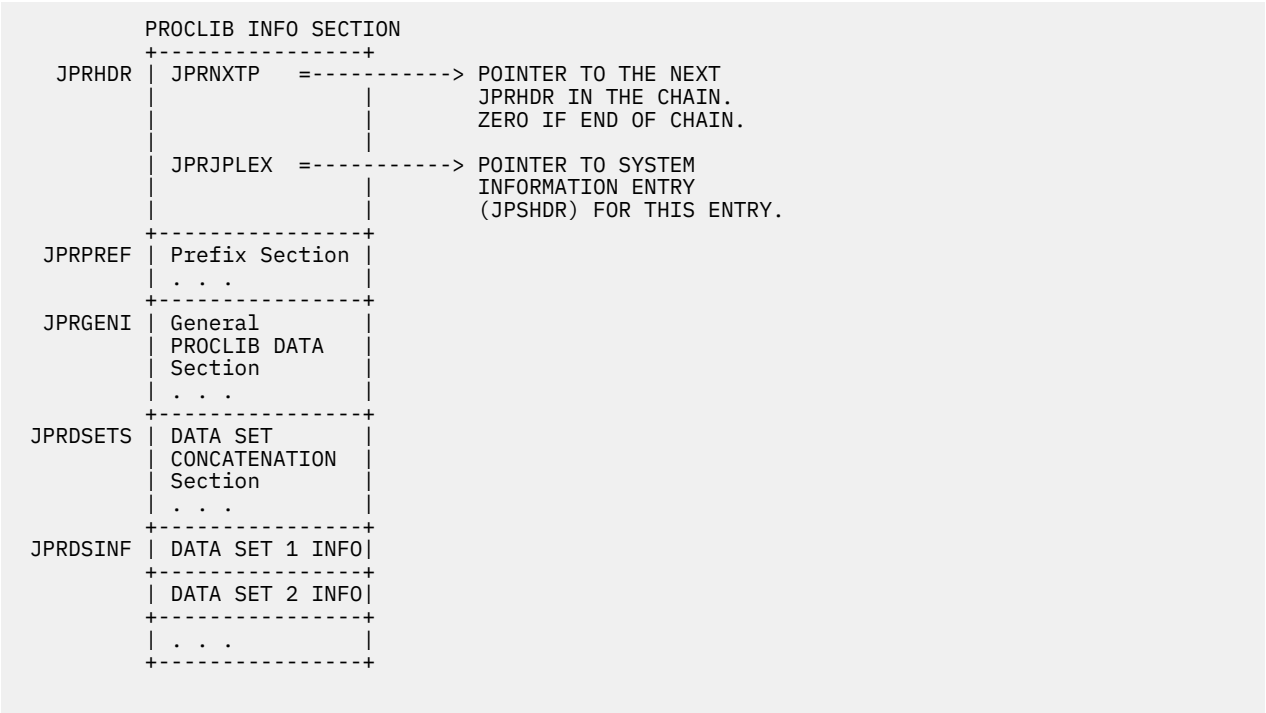 PROCLIB INFO SECTION
+----------------+
JPRHDR | JPRNXTP =-----------> POINTER TO THE NEXT
| | JPRHDR IN THE CHAIN.
| | ZERO IF END OF CHAIN.
| |
| JPRJPLEX =-----------> POINTER TO SYSTEM
| | INFORMATION ENTRY
| | (JPSHDR) FOR THIS ENTRY.
+----------------+
JPRPREF | Prefix Section |
| . . . |
+----------------+
JPRGENI | General |
| PROCLIB DATA |
| Section |
| . . . |
+----------------+
JPRDSETS | DATA SET |
| CONCATENATION |
| Section |
| . . . |
+----------------+
JPRDSINF | DATA SET 1 INFO|
+----------------+
| DATA SET 2 INFO|
+----------------+
| . . . |
+----------------+